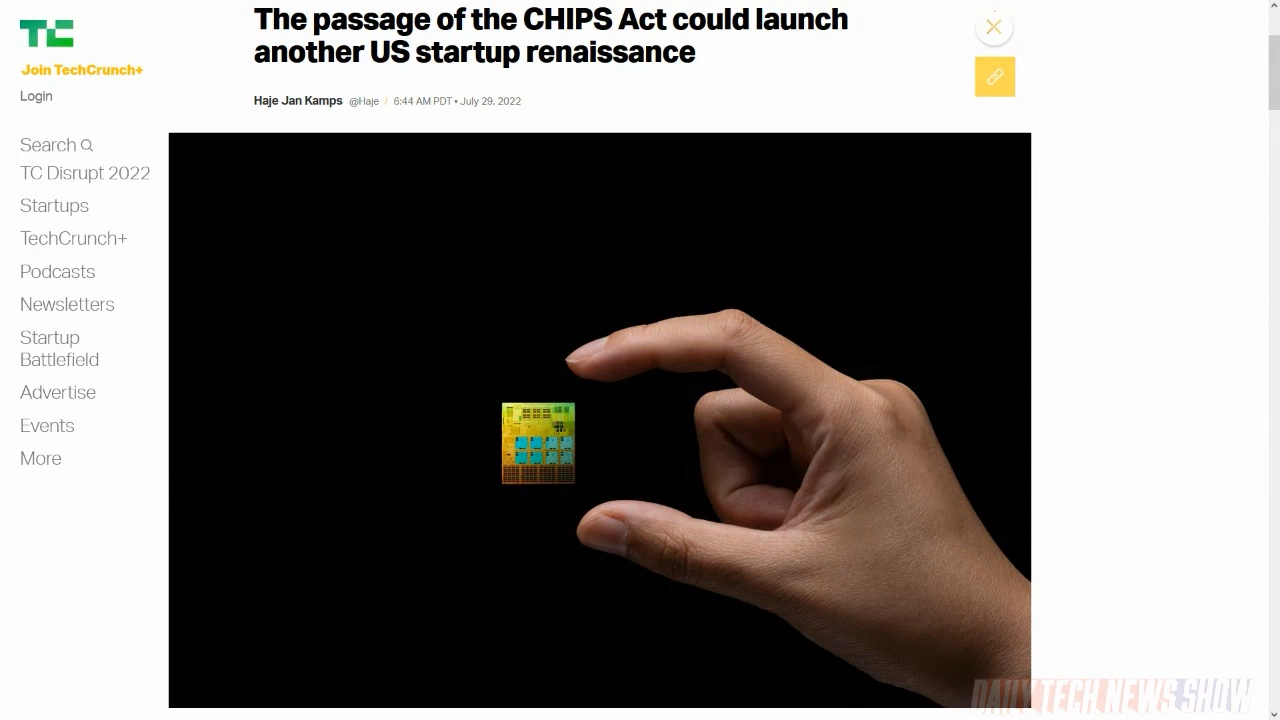 The passage of the CHIPS Act could launch
another US startup renaissance
Haje Jan Kamps @Haje / 6:44 AM PDT • July 29, 2022
TC
Join TechCrunch+
Login
Search
TC Disrupt 2022
Startups
TechCrunch+
Podcasts
Newsletters
Startup
Battlefield
Advertise
Events
More
DAILY TECH NEWS SHOW